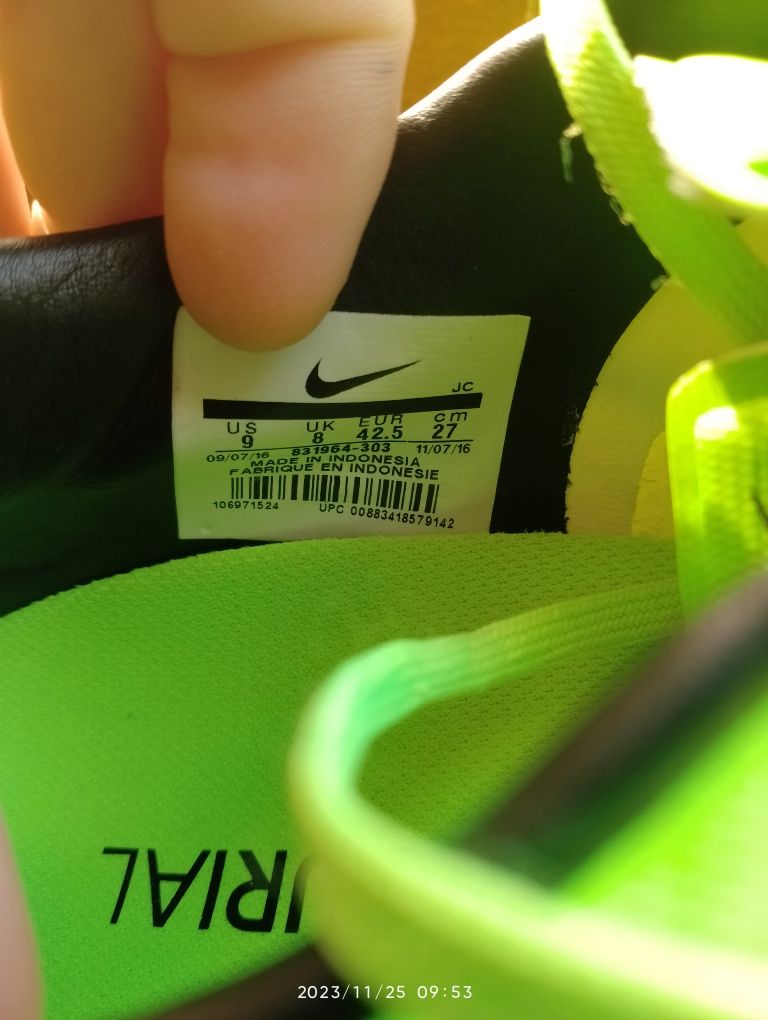 JC
US UK EUR cm
9 8 42.5 27
09/07/16 831964-303 11/07/16
MADE IN INDONESIA
FABRIQUE EN INDONESIE
106971524 UPC 00883418579142
URIAL
2023/11/25 09:53